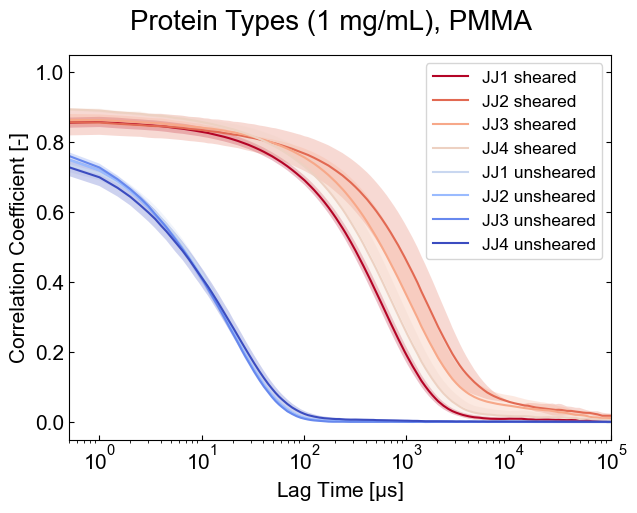 Protein Types (1 mg/mL), PMMA
Correlation Coefficient [-]
1.0
0.8
0.6
0.4
0.2
0.0
JJ1 sheared
JJ2 sheared
JJ3 sheared
JJ4 sheared
JJ1 unsheared
JJ2 unsheared
JJ3 unsheared
JJ4 unsheared
10⁰ 10¹ 10² 10³ 10⁴ 10⁵
Lag Time [µs]